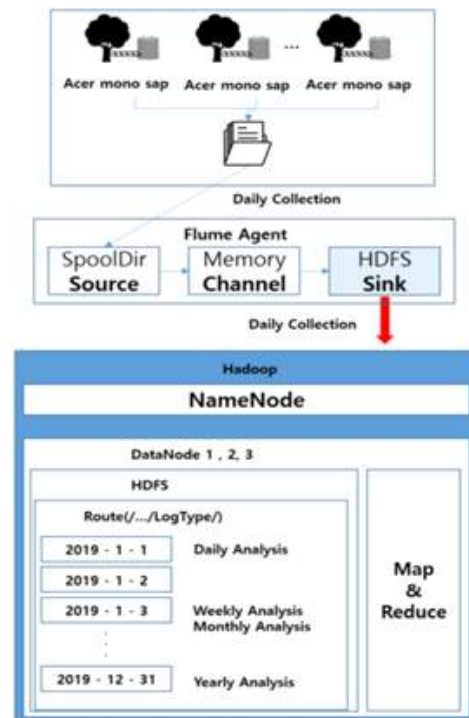 ...
Acer mono sap Acer mono sap Acer mono sap
Daily Collection
Flume Agent
SpoolDir
Source
Memory
Channel
HDFS
Sink
Daily Collection
Hadoop
NameNode
DataNode 1 , 2, 3
HDFS
Route(/.../LogType/)
2019 - 1 - 1 Daily Analysis
2019 - 1 - 2
2019 - 1 - 3 Weekly Analysis
Monthly Analysis
2019 - 12 - 31 Yearly Analysis
Map
&
Reduce